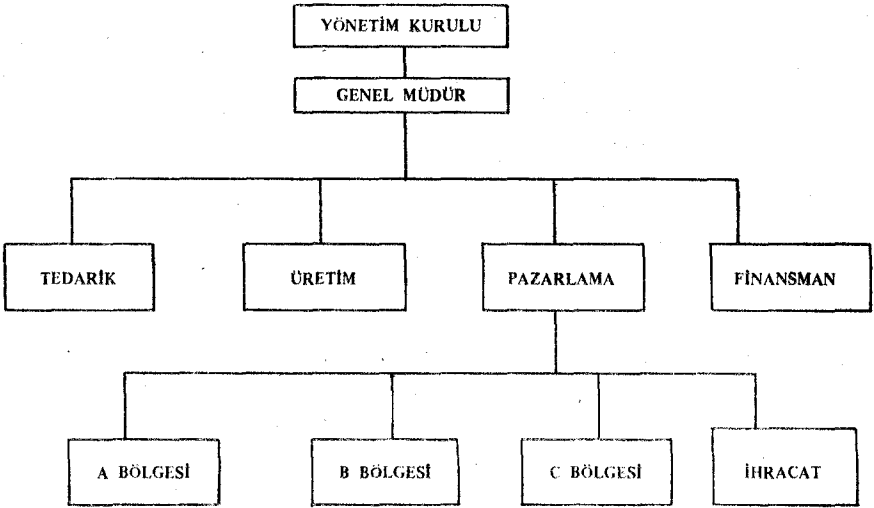 YÖNETİM KURULU
GENEL MÜDÜR
TEDARİK
ÜRETİM
PAZARLAMA
FİNANSMAN
A BÖLGESİ
B BÖLGESİ
C BÖLGESİ
İHRACAT